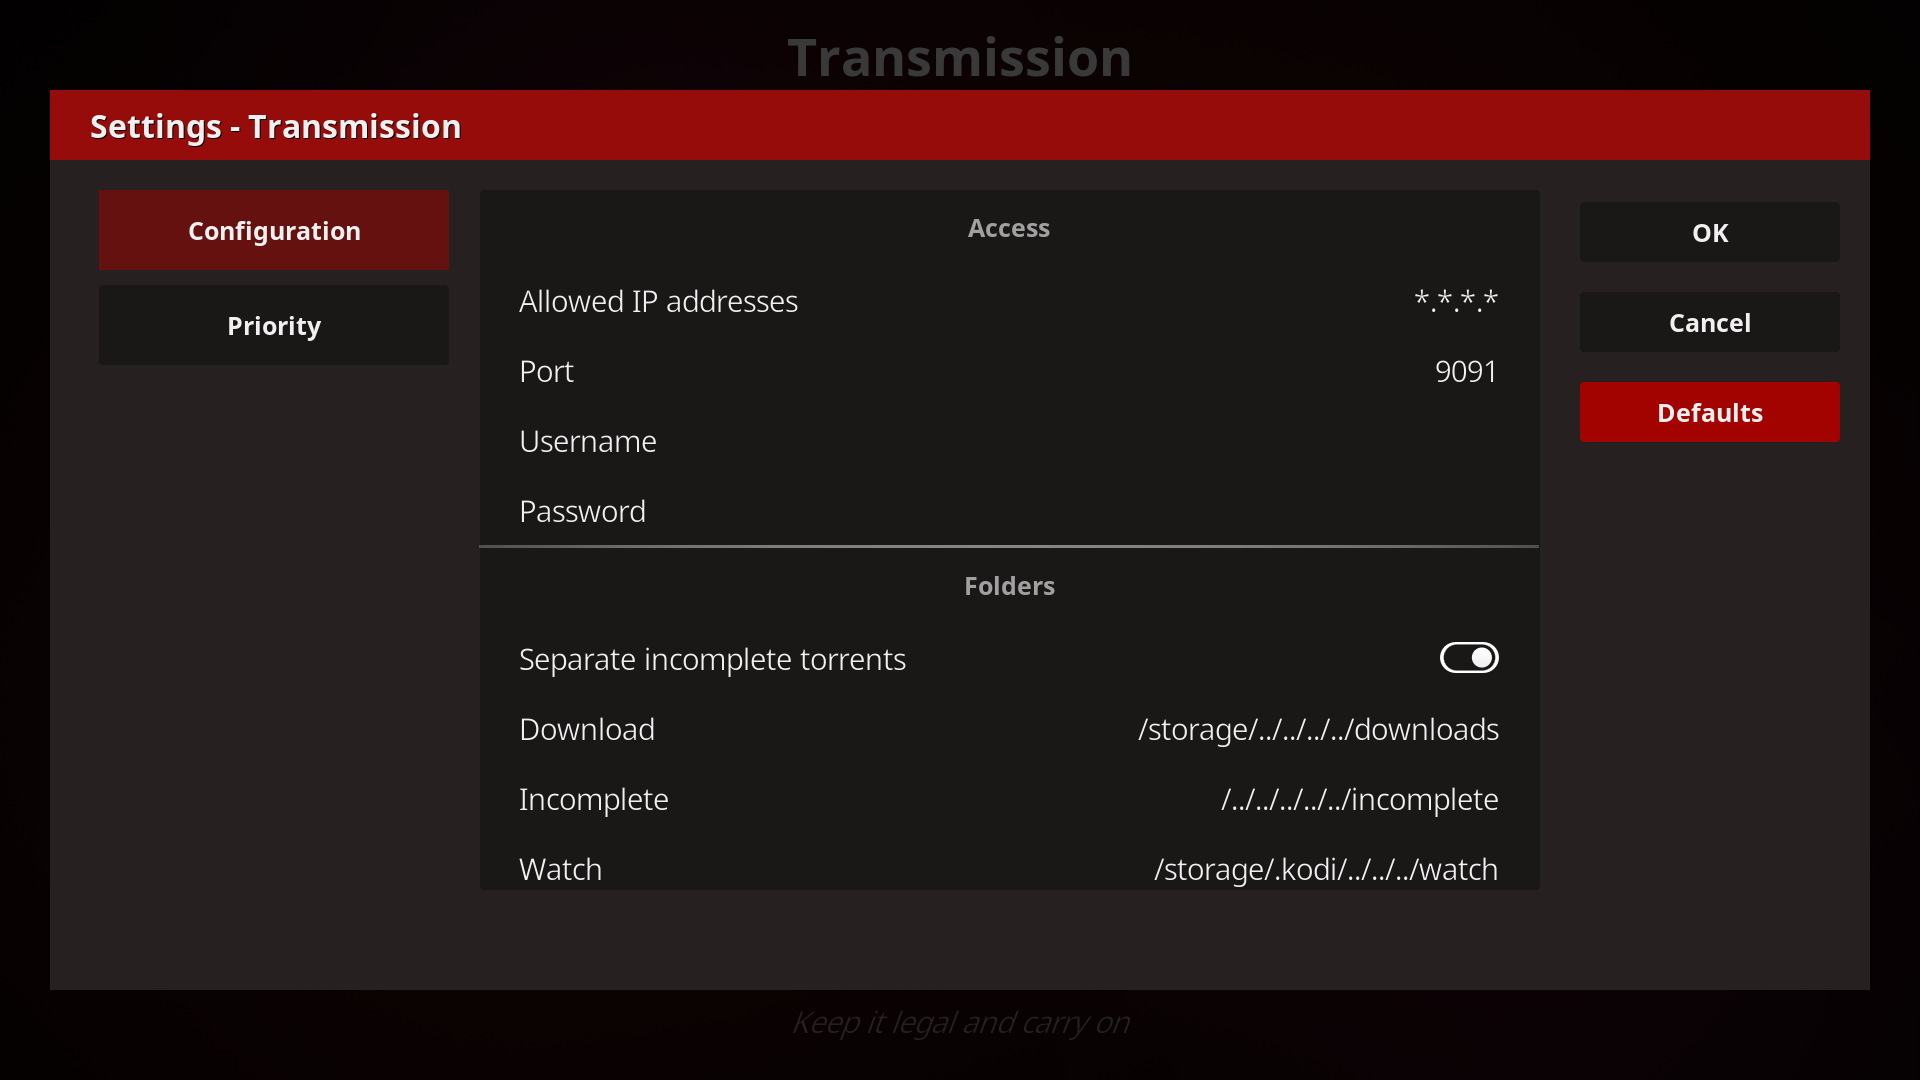 Transmission
Settings - Transmission
Configuration
Priority
Access
Allowed IP addresses *.*.*.*
Port 9091
Username
Password
Folders
Separate incomplete torrents
Download /storage/../../../../downloads
Incomplete /../../../../../incomplete
Watch /storage/.kodi/../../../watch
OK
Cancel
Defaults
Keep it legal and carry on